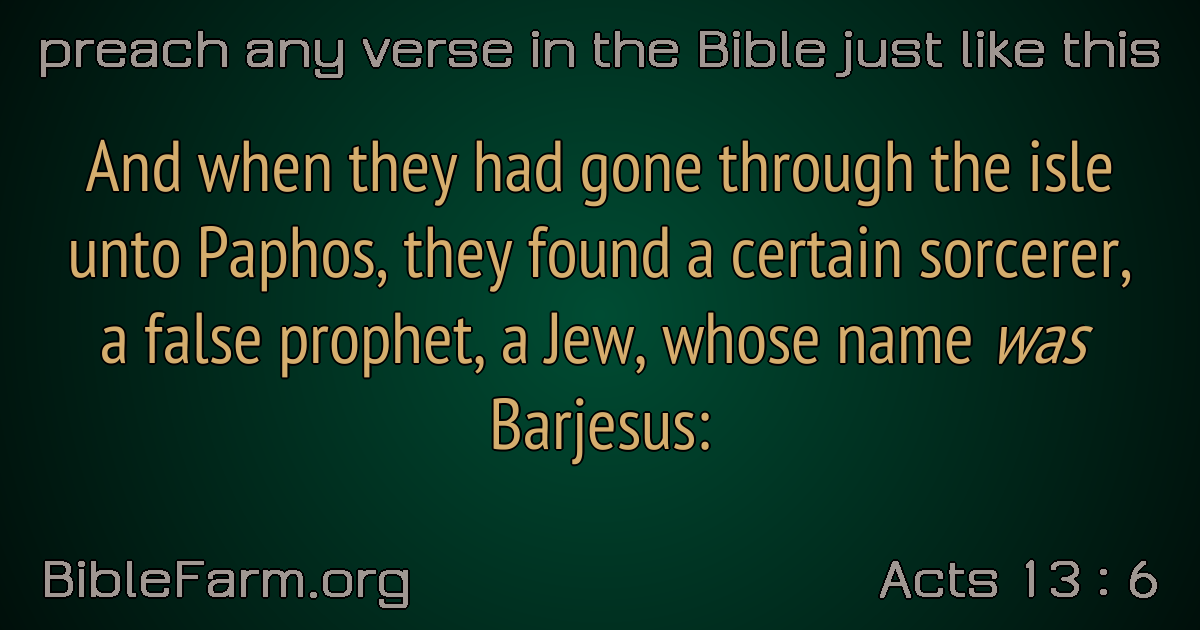 preach any verse in the Bible just like this
And when they had gone through the isle
unto Paphos, they found a certain sorcerer,
a false prophet, a Jew, whose name was
Barjesus:
BibleFarm.org
Acts 13 : 6